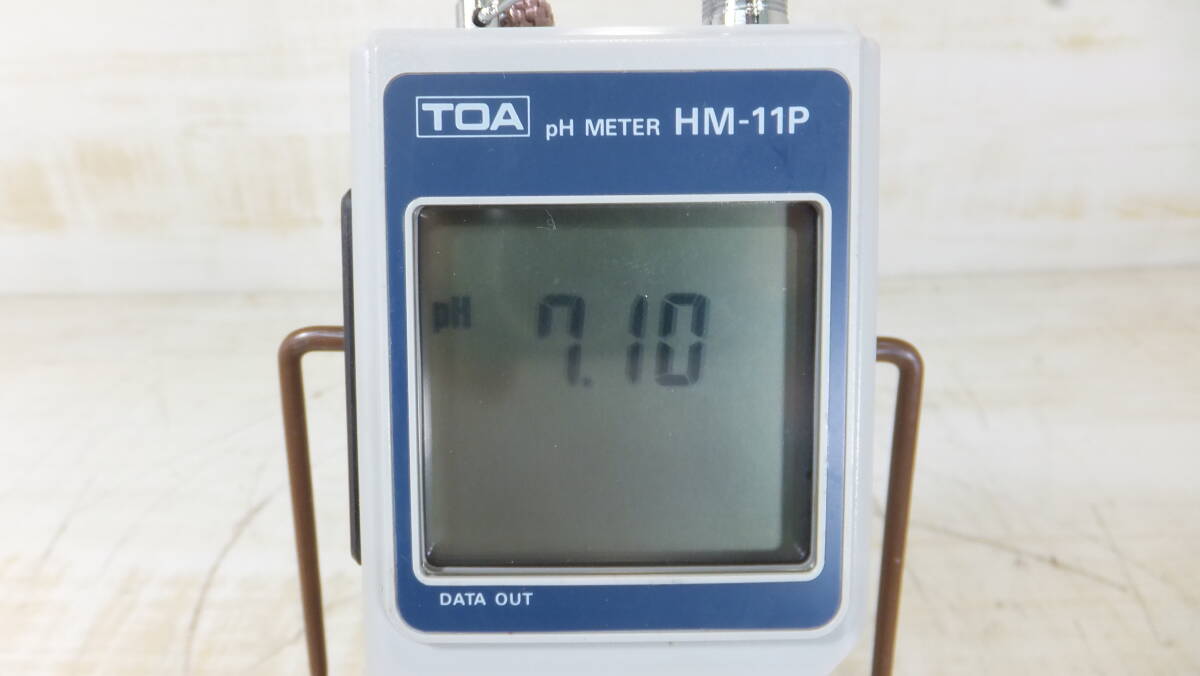 TOA pH METER HM-11P
pH 7.10
DATA OUT